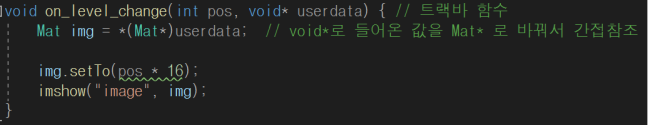 void on_level_change(int pos, void* userdata) { // 트랙바 함수
Mat img = *(Mat*)userdata; // void*로 들어온 값을 Mat* 로 바꿔서 간접참조
img.setTo(pos * 16);
imshow("image", img);
}